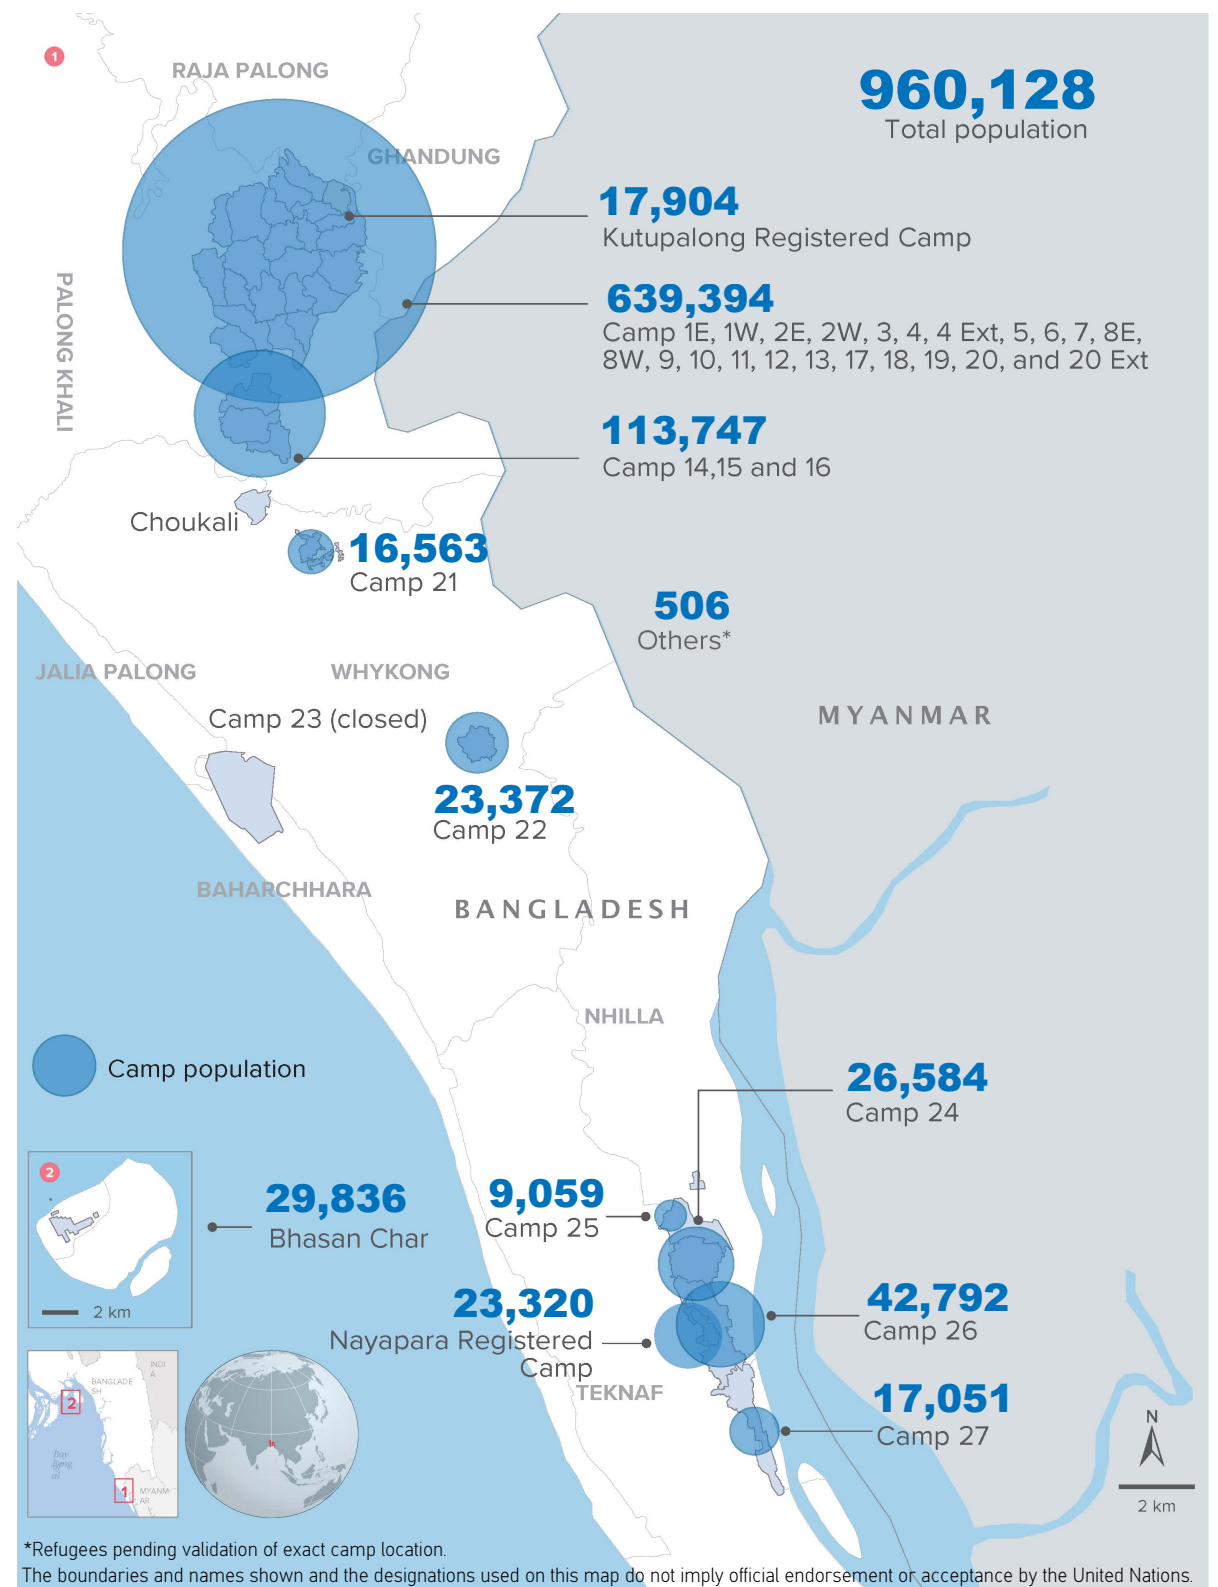 1
RAJA PALONG
960,128
Total population
GHANDUNG
17,904
Kutupalong Registered Camp
PALONG KHALI
639,394
Camp 1E, 1W, 2E, 2W, 3, 4, 4 Ext, 5, 6, 7, 8E,
8W, 9, 10, 11, 12, 13, 17, 18, 19, 20, and 20 Ext
113,747
Camp 14,15 and 16
Choukali
16,563
Camp 21
506
Others*
JALIA PALONG
WHYKONG
Camp 23 (closed)
MYANMAR
23,372
Camp 22
BAHARCHHARA
BANGLADESH
NHILLA
Camp population
26,584
Camp 24
2
29,836
Bhasan Char
2 km
9,059
Camp 25
23,320
Nayapara Registered
Camp
42,792
Camp 26
TEKNAF
17,051
Camp 27
INDI
A
BANGLADE
SH
2
Bay
1
MYANM
AR
N
2 km
*Refugees pending validation of exact camp location.
The boundaries and names shown and the designations used on this map do not imply official endorsement or acceptance by the United Nations.